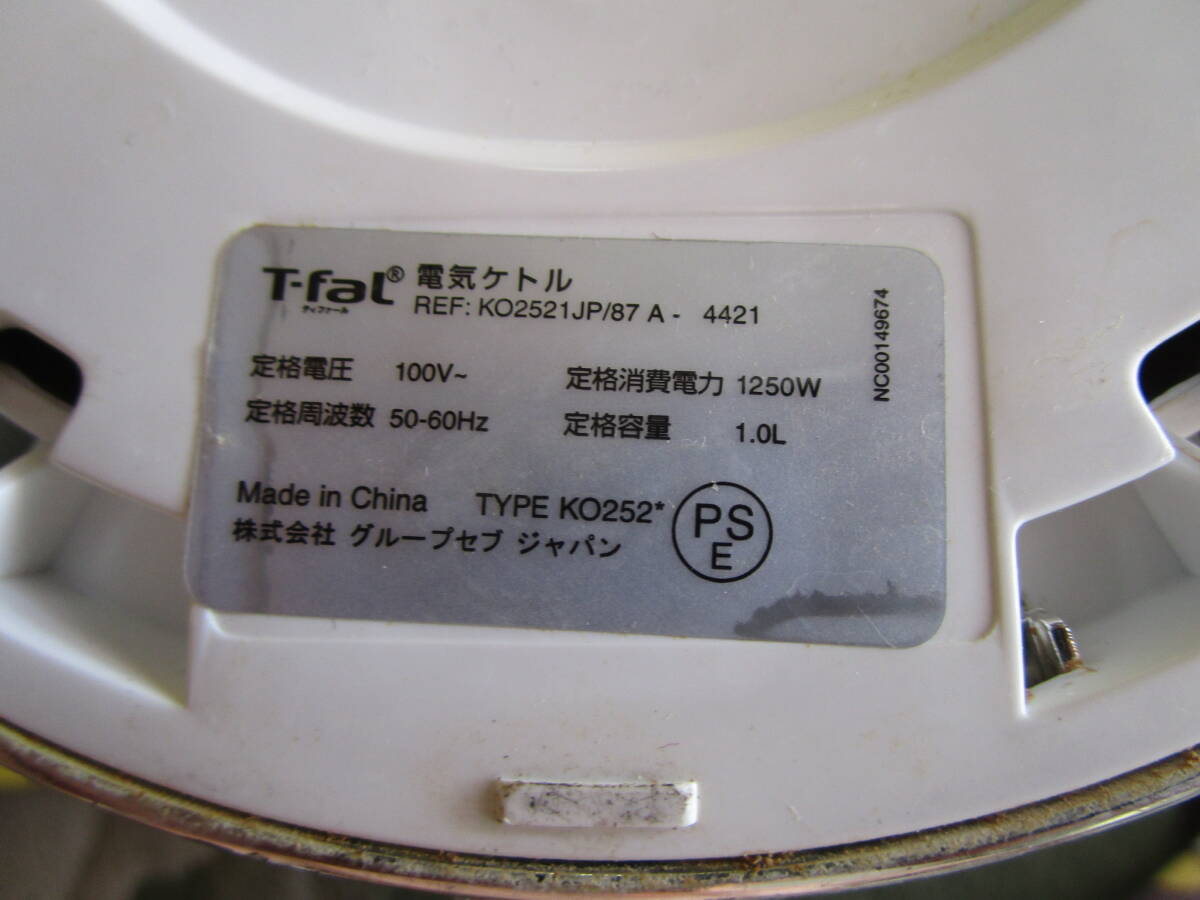 T-fal® 電気ケトル
ティファール
REF: KO2521JP/87 A - 4421
NC00149674
定格電圧 100V~ 定格消費電力 1250W
定格周波数 50-60Hz 定格容量 1.0L
Made in China TYPE KO252*
株式会社 グループセブ ジャパン
PSE